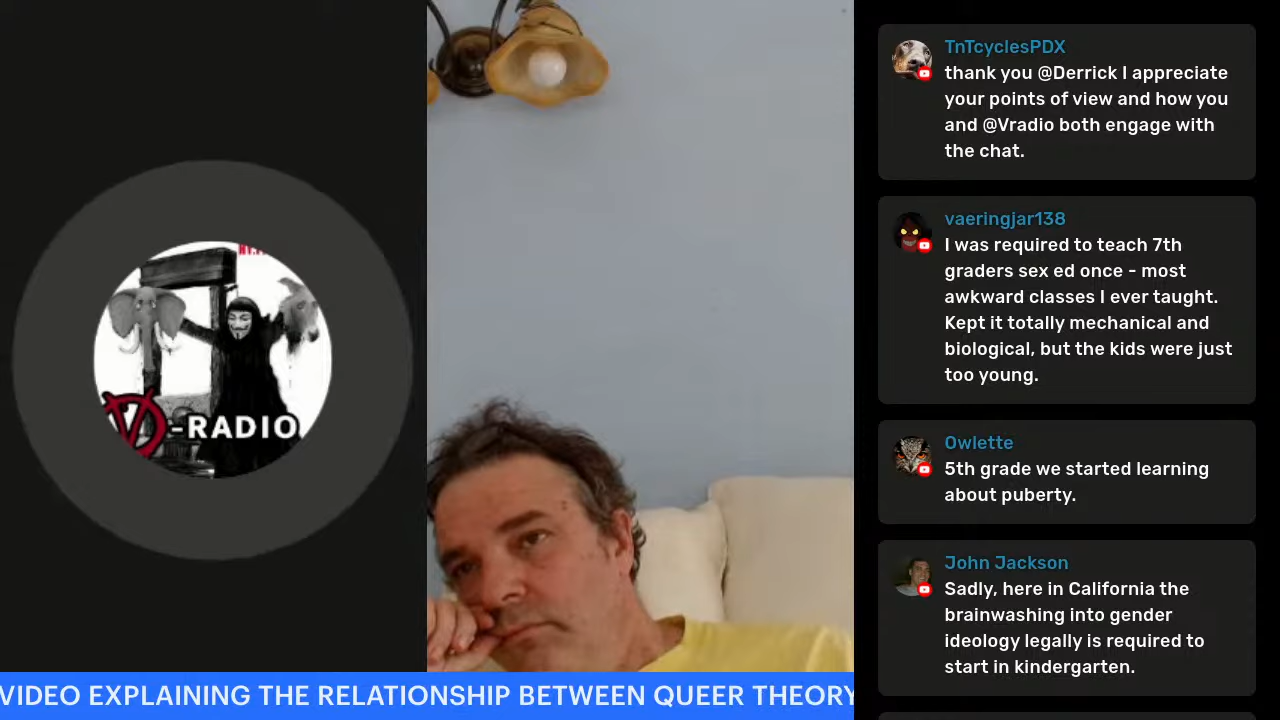 V-RADIO
VIDEO EXPLAINING THE RELATIONSHIP BETWEEN QUEER THEORY
TnTcyclesPDX
thank you @Derrick I appreciate
your points of view and how you
and @Vradio both engage with
the chat.
vaeringjar138
I was required to teach 7th
graders sex ed once - most
awkward classes I ever taught.
Kept it totally mechanical and
biological, but the kids were just
too young.
Owlette
5th grade we started learning
about puberty.
John Jackson
Sadly, here in California the
brainwashing into gender
ideology legally is required to
start in kindergarten.